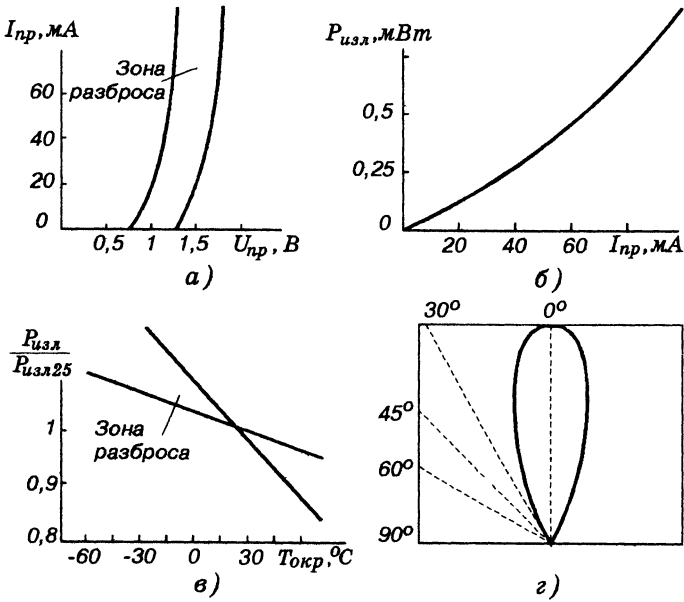 Iпр, мА
Зона
разброса
60
40
20
0
0,5 1 1,5 Uпр, В
а)
Pизл, мВт
0,5
0,25
0
20 40 60 Iпр, мА
б)
Pизл
Pизл25
Зона
разброса
1
0,9
0,8
-60 -30 0 30 Tокр, °С
в)
30° 0°
45°
60°
90°
г)